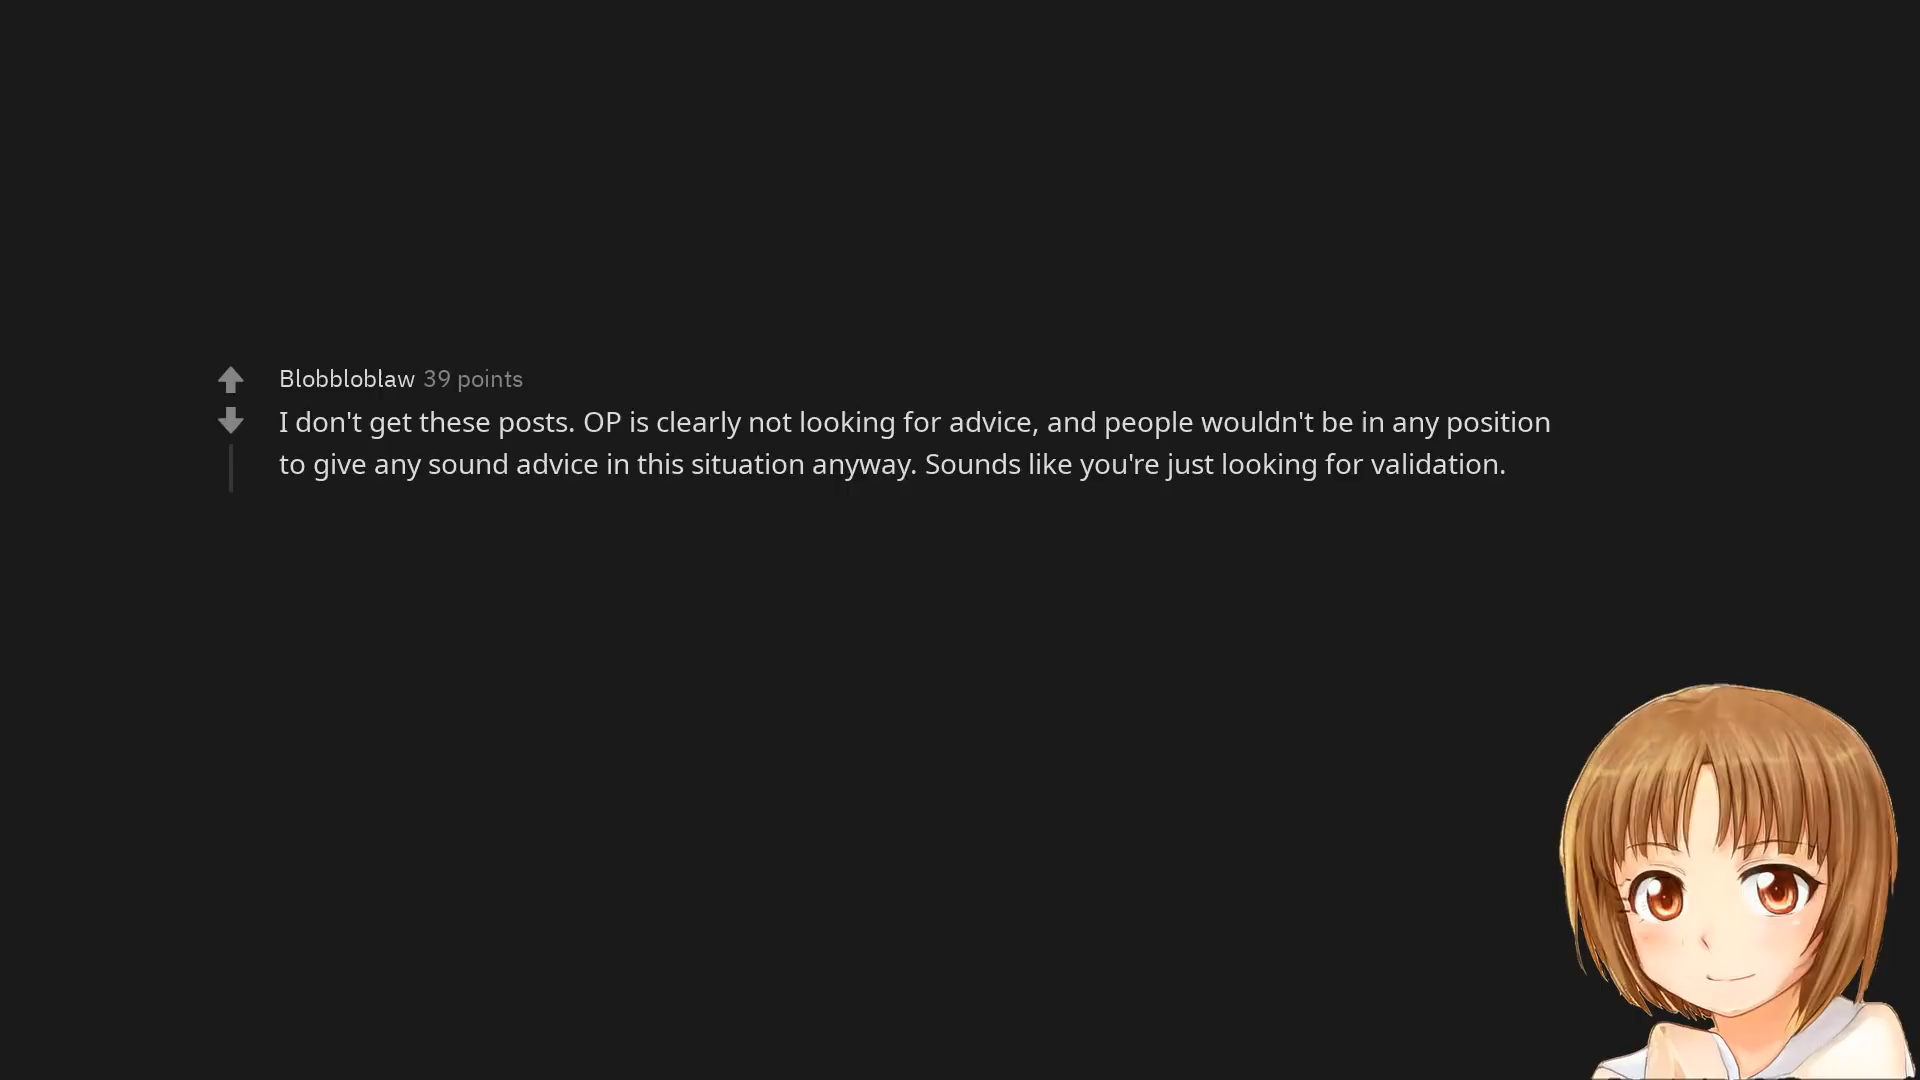 Blobbloblaw 39 points
I don't get these posts. OP is clearly not looking for advice, and people wouldn't be in any position
to give any sound advice in this situation anyway. Sounds like you're just looking for validation.